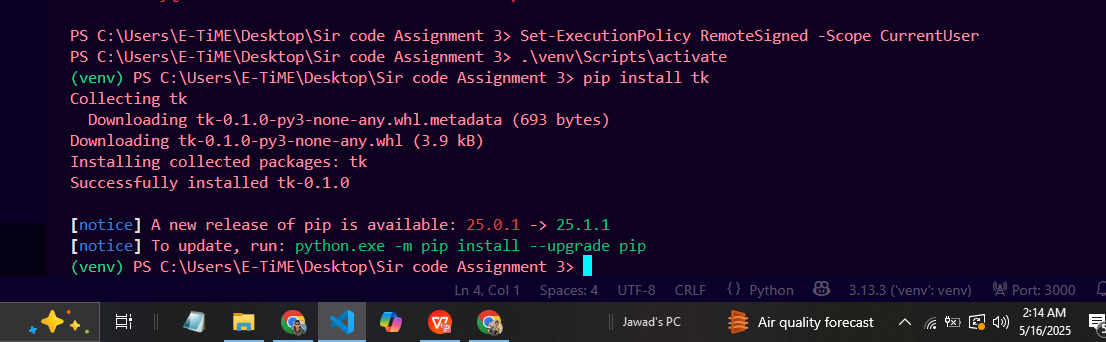 PS C:\Users\E-TiME\Desktop\Sir code Assignment 3> Set-ExecutionPolicy RemoteSigned -Scope CurrentUser
PS C:\Users\E-TiME\Desktop\Sir code Assignment 3> .\venv\Scripts\activate
(venv) PS C:\Users\E-TiME\Desktop\Sir code Assignment 3> pip install tk
Collecting tk
  Downloading tk-0.1.0-py3-none-any.whl.metadata (693 bytes)
Downloading tk-0.1.0-py3-none-any.whl (3.9 kB)
Installing collected packages: tk
Successfully installed tk-0.1.0
[notice] A new release of pip is available: 25.0.1 -> 25.1.1
[notice] To update, run: python.exe -m pip install --upgrade pip
(venv) PS C:\Users\E-TiME\Desktop\Sir code Assignment 3>
Ln 4, Col 1 Spaces: 4 UTF-8 CRLF {} Python 3.13.3 ('venv': venv) Port: 3000
Jawad's PC Air quality forecast 2:14 AM
5/16/2025